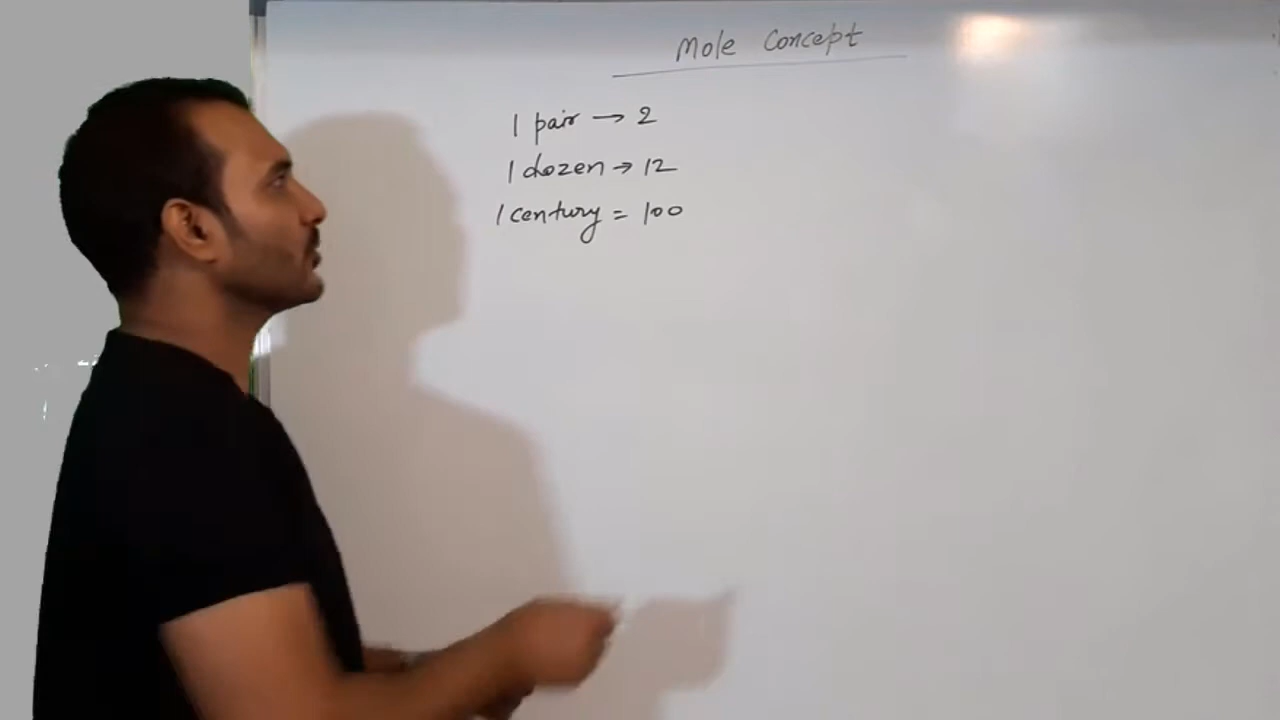 Mole Concept
1 pair → 2
1 dozen → 12
1 century = 100